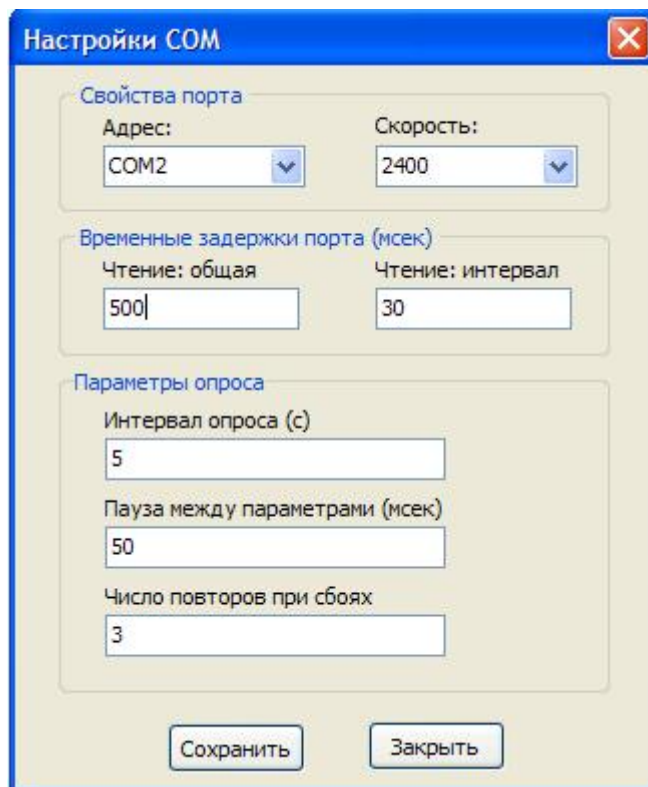 Настройки COM
Свойства порта
Адрес: Скорость:
COM2 2400
Временные задержки порта (мсек)
Чтение: общая Чтение: интервал
500 30
Параметры опроса
Интервал опроса (с)
5
Пауза между параметрами (мсек)
50
Число повторов при сбоях
3
Сохранить Закрыть